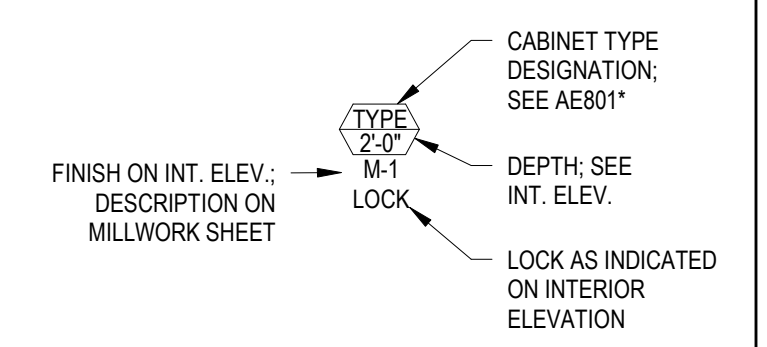 CABINET TYPE
DESIGNATION;
SEE AE801*
TYPE
2'-0"
M-1
LOCK
FINISH ON INT. ELEV.;
DESCRIPTION ON
MILLWORK SHEET
DEPTH; SEE
INT. ELEV.
LOCK AS INDICATED
ON INTERIOR
ELEVATION